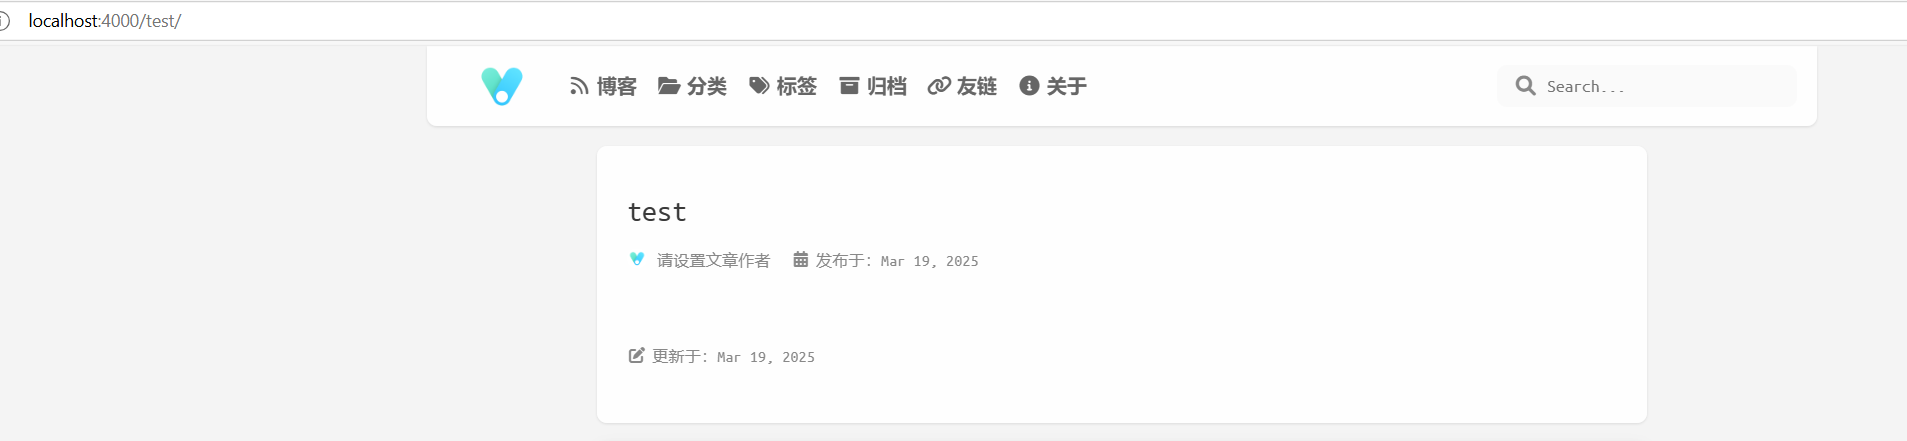 localhost:4000/test/
博客 分类 标签 归档 友链 关于 Search...
test
请设置文章作者 发布于: Mar 19, 2025
更新于: Mar 19, 2025